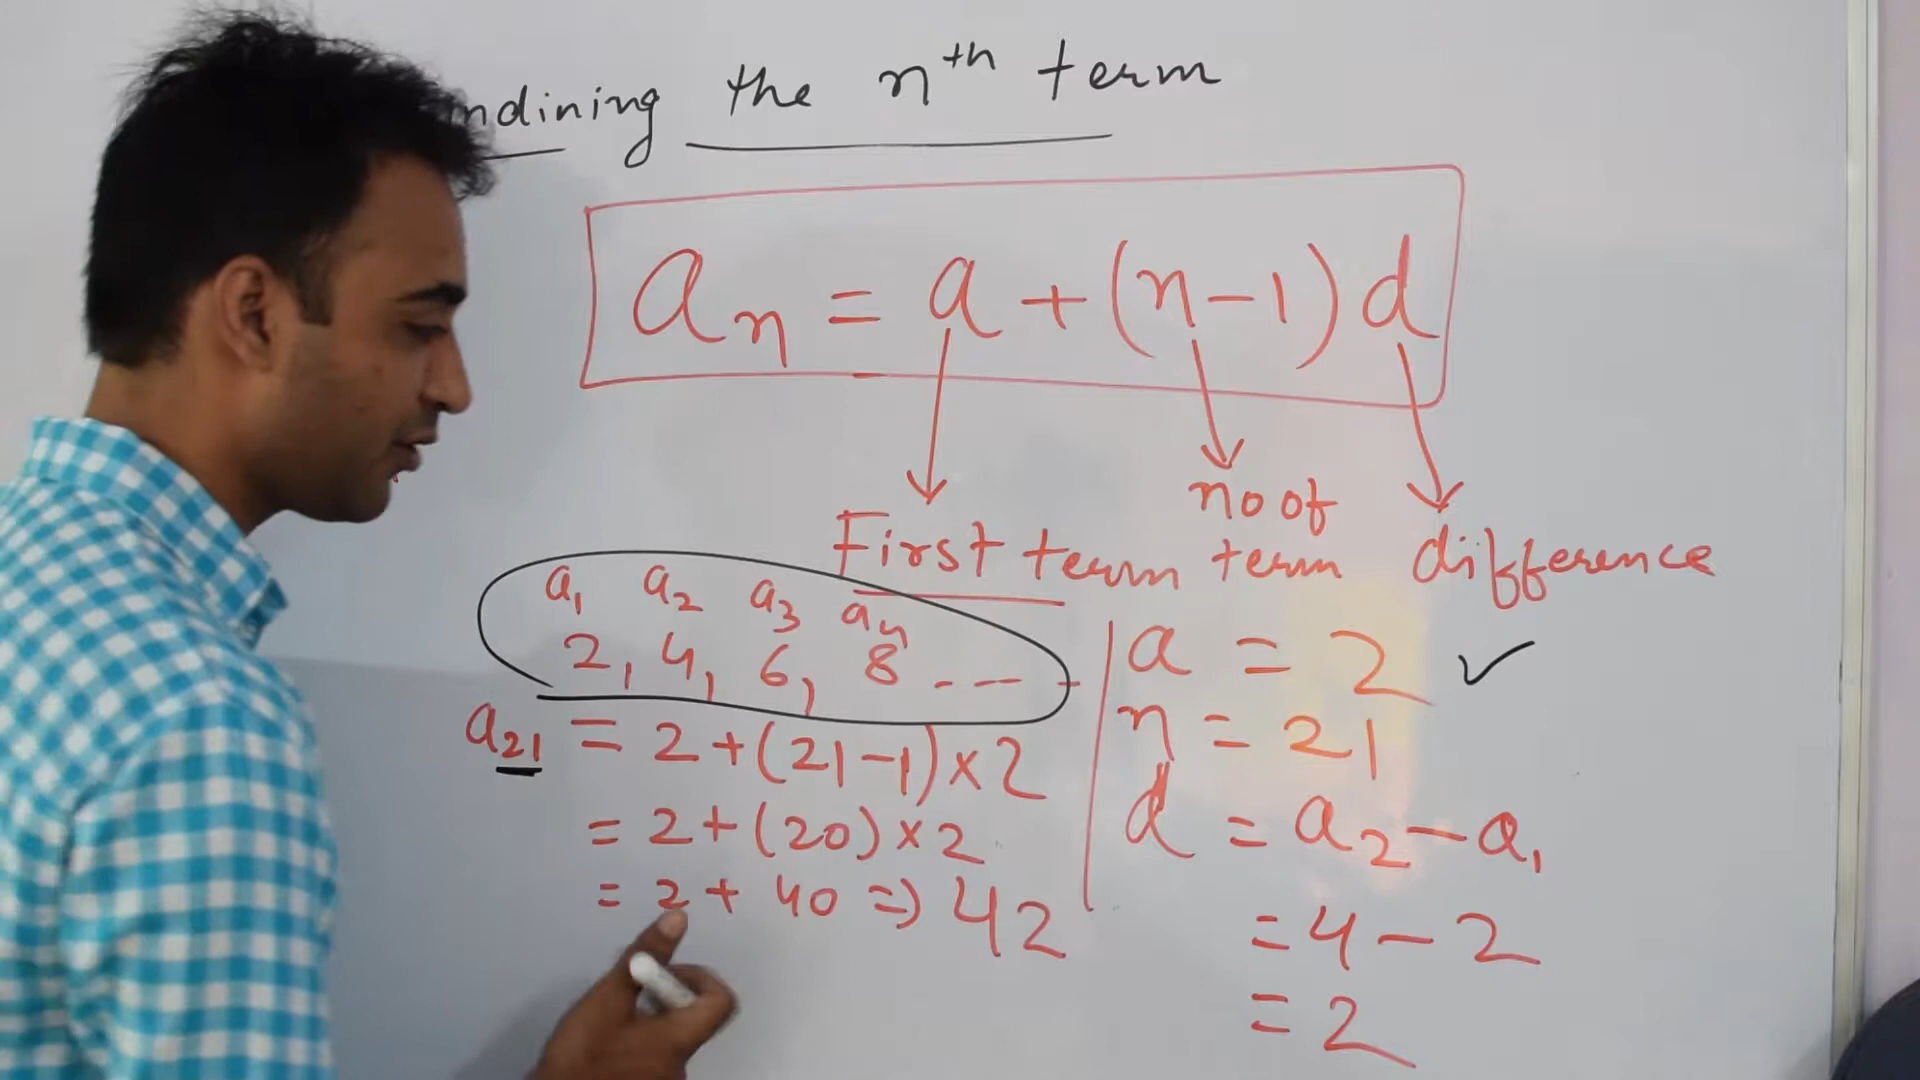 ndining the nth term
an = a + (n-1) d
First term
no of term
difference
a1 a2 a3 a4
2, 4, 6, 8 - - - -
a21 = 2 + (21-1) × 2
= 2 + (20) × 2
= 2 + 40 => 42
a = 2 ✓
n = 21
d = a2 - a1
= 4 - 2
= 2